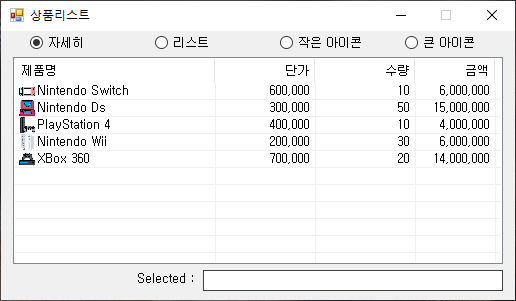 상품리스트
자세히 리스트 작은 아이콘 큰 아이콘
제품명 단가 수량 금액
Nintendo Switch 600,000 10 6,000,000
Nintendo Ds 300,000 50 15,000,000
PlayStation 4 400,000 10 4,000,000
Nintendo Wii 200,000 30 6,000,000
XBox 360 700,000 20 14,000,000
Selected :